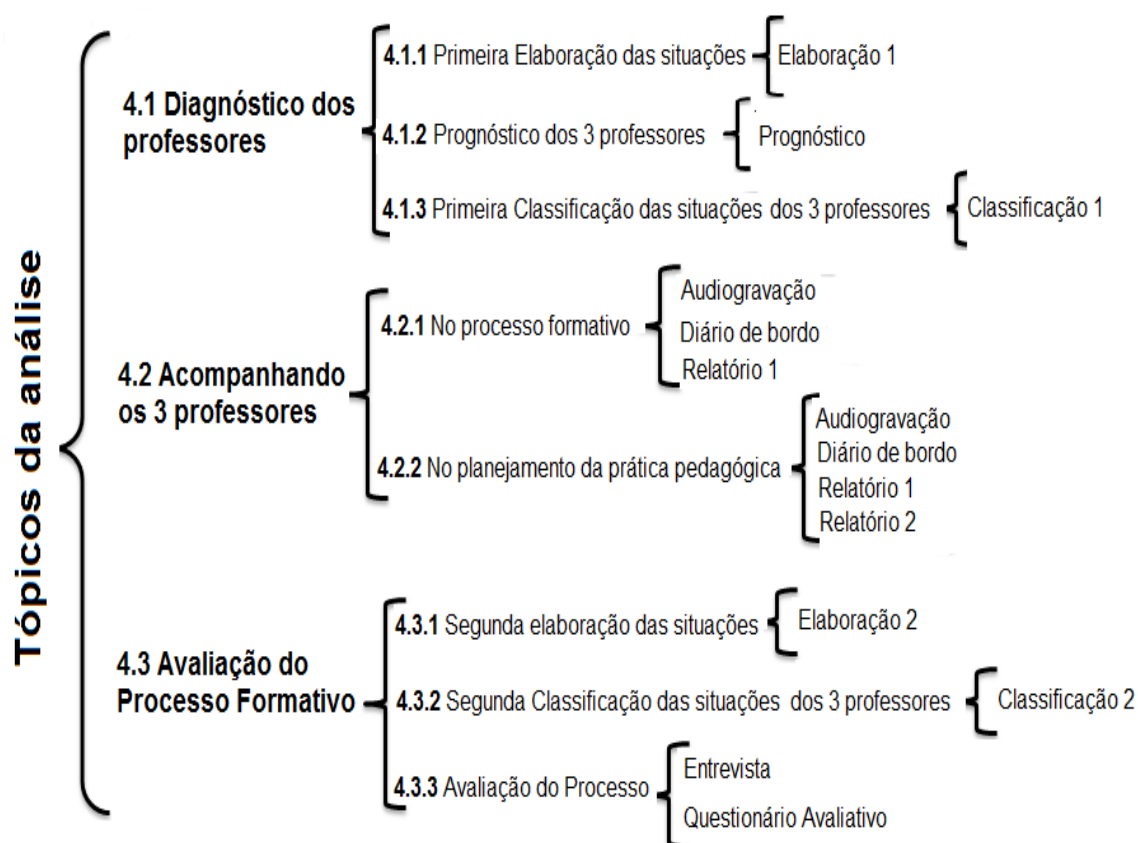 Tópicos da análise
4.1 Diagnóstico dos
professores
4.1.1 Primeira Elaboração das situações
Elaboração 1
4.1.2 Prognóstico dos 3 professores
Prognóstico
4.1.3 Primeira Classificação das situações dos 3 professores
Classificação 1
4.2 Acompanhando
os 3 professores
4.2.1 No processo formativo
Audiogravação
Diário de bordo
Relatório 1
4.2.2 No planejamento da prática pedagógica
Audiogravação
Diário de bordo
Relatório 1
Relatório 2
4.3 Avaliação do
Processo Formativo
4.3.1 Segunda elaboração das situações
Elaboração 2
4.3.2 Segunda Classificação das situações dos 3 professores
Classificação 2
4.3.3 Avaliação do Processo
Entrevista
Questionário Avaliativo